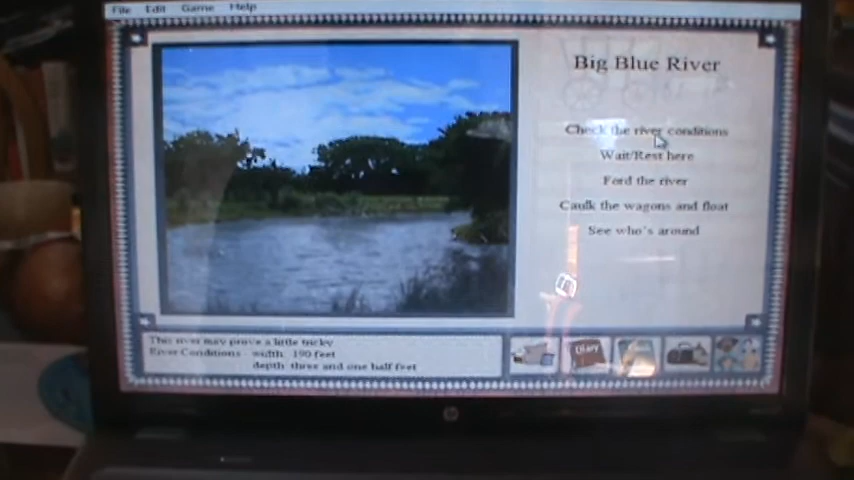 File Edit Game Help
Big Blue River
Check the river conditions
Wait/Rest here
Ford the river
Caulk the wagons and float
See who's around
This river may prove a little tricky
River Conditions - width: 190 feet
depth: three and one half feet
Diary
hp